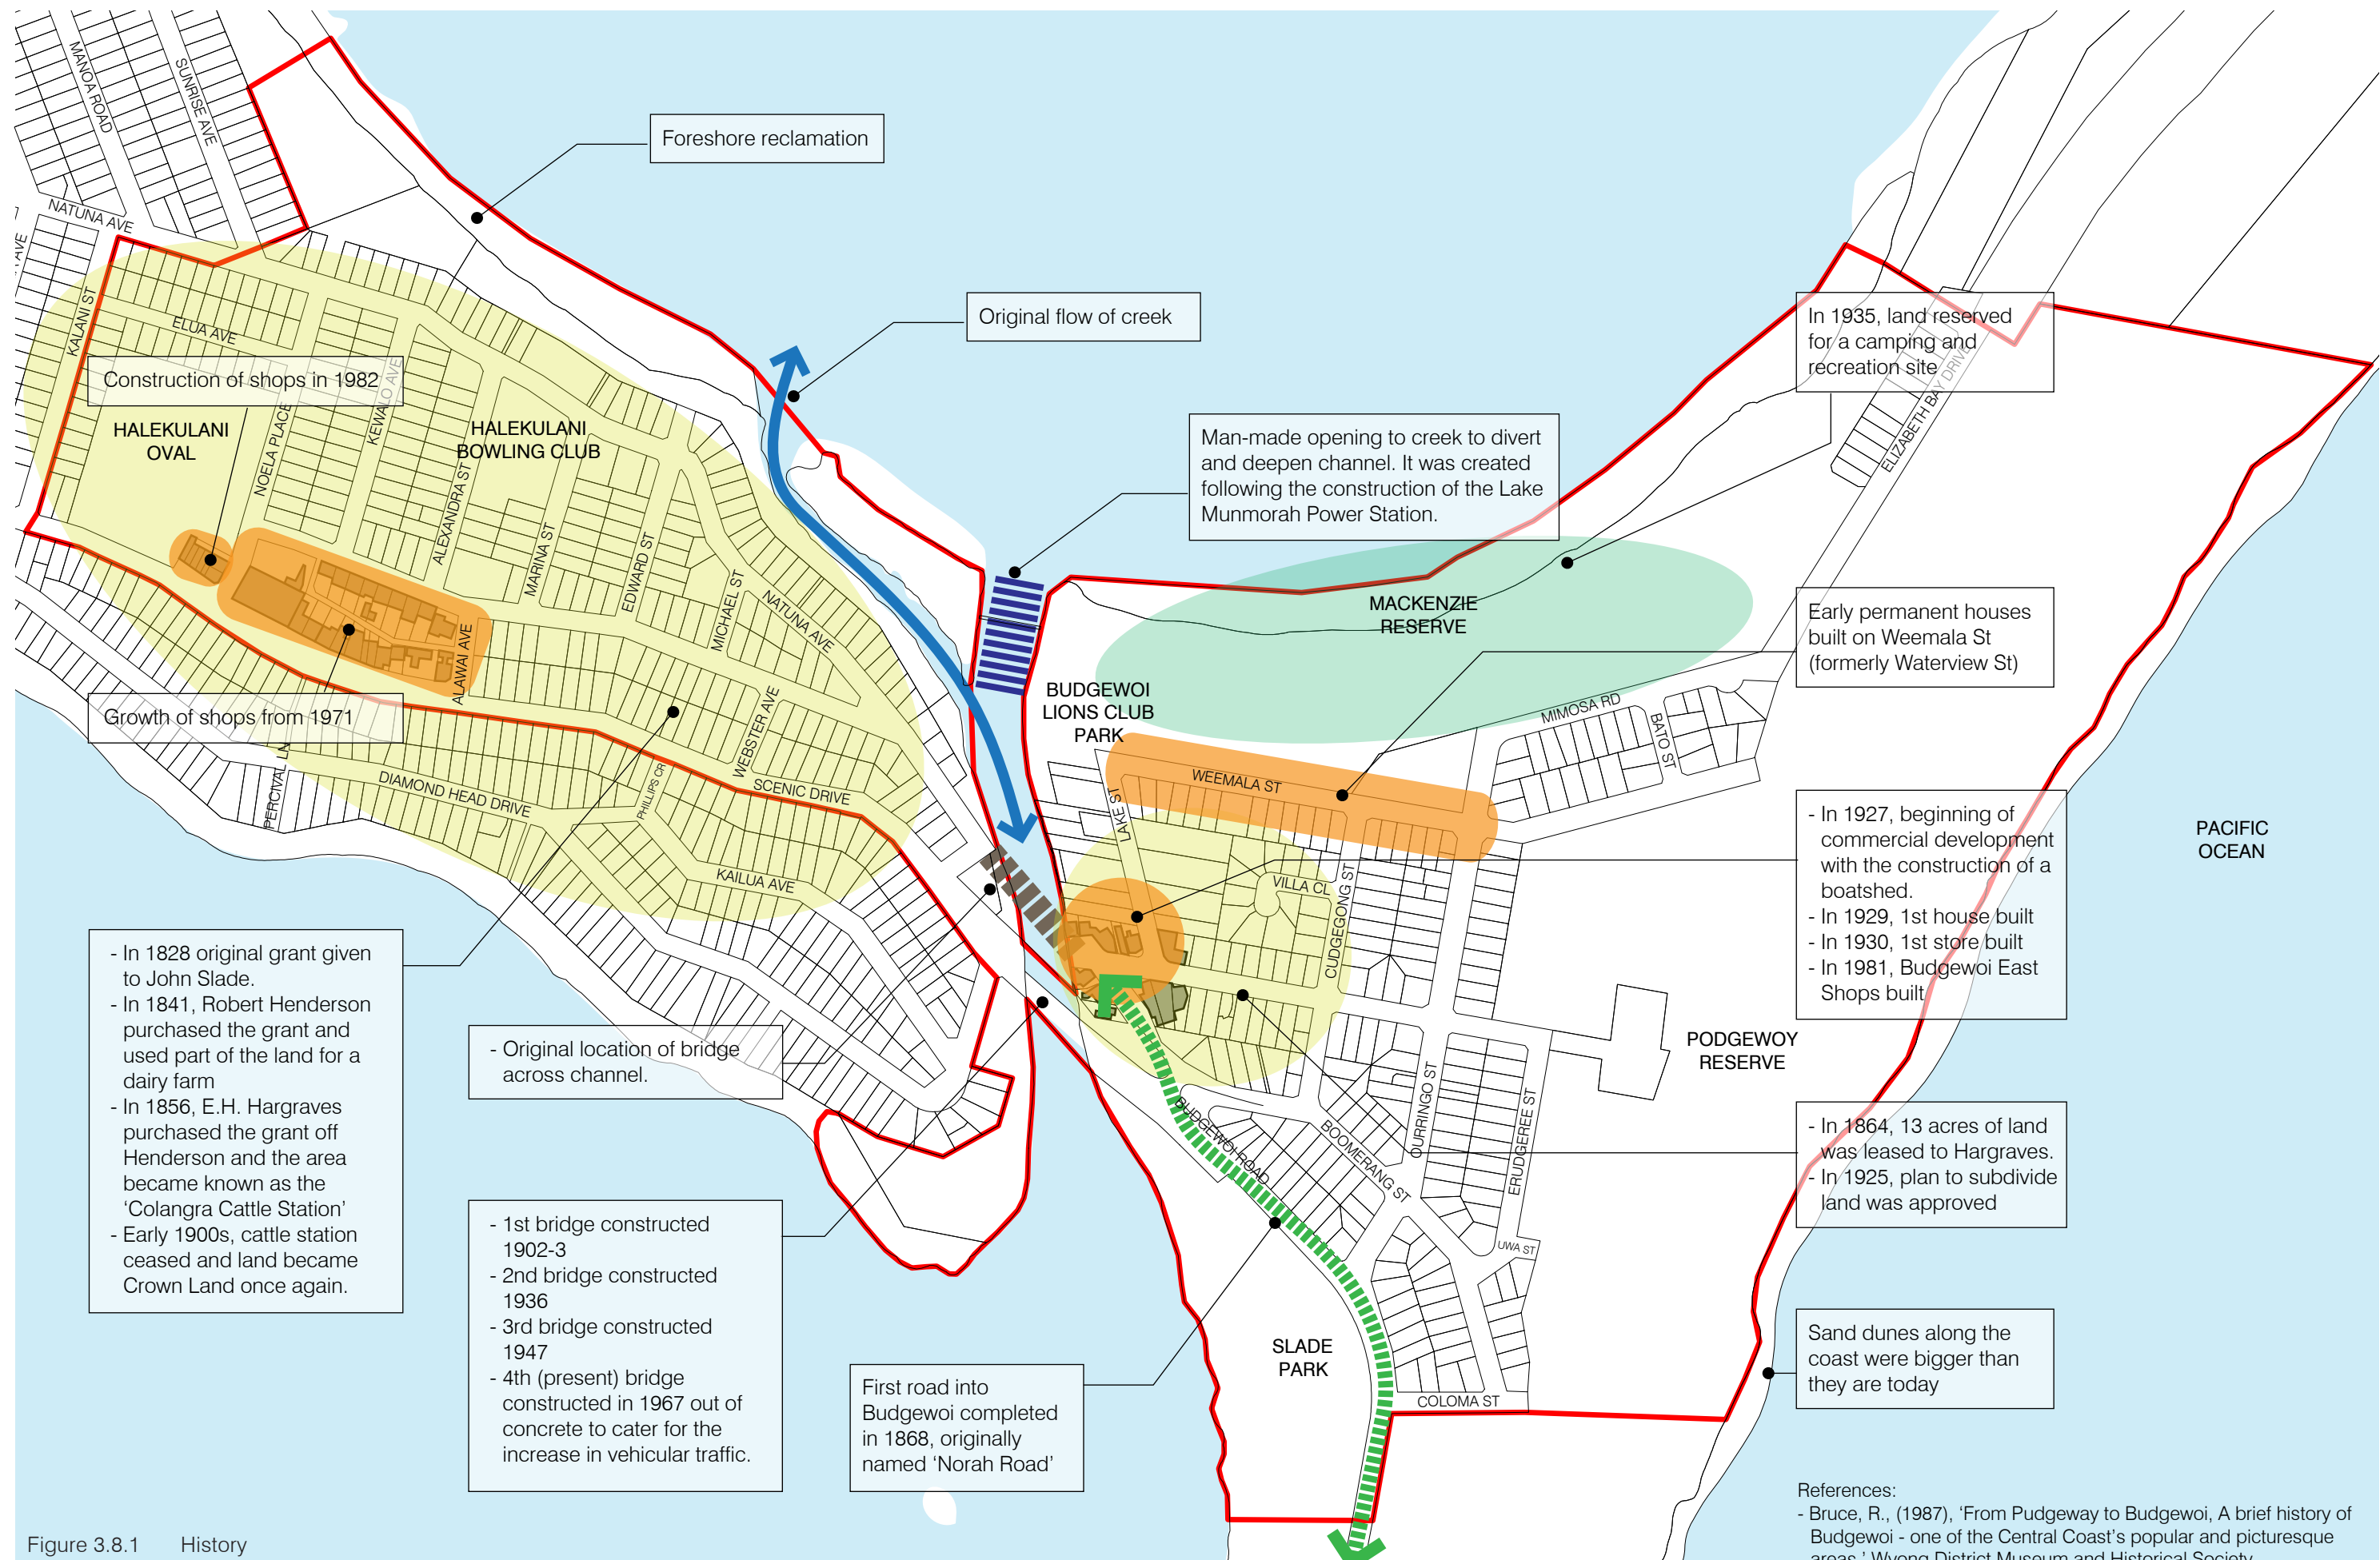 MANOA ROAD
SUNRISE AVE
NATUNA AVE
AVE
KALANI ST
ELUA AVE
Foreshore reclamation
Original flow of creek
Construction of shops in 1982
HALEKULANI
OVAL
NOELA PLACE
KEWALO AVE
HALEKULANI
BOWLING CLUB
ALEXANDRA ST
MARINA ST
EDWARD ST
MICHAEL ST
NATUNA AVE
ALAWAI AVE
WEBSTER AVE
Growth of shops from 1971
PERCIVAL LN
DIAMOND HEAD DRIVE
PHILLIPS CR
SCENIC DRIVE
KAILUA AVE
Man-made opening to creek to divert
and deepen channel. It was created
following the construction of the Lake
Munmorah Power Station.
In 1935, land reserved
for a camping and
recreation site
ELIZABETH BAY DRIVE
MACKENZIE
RESERVE
Early permanent houses
built on Weemala St
(formerly Waterview St)
BUDGEWOI
LIONS CLUB
PARK
MIMOSA RD
BATO ST
WEEMALA ST
LAKE ST
VILLA CL
CUDGEGONG ST
- In 1927, beginning of
commercial development
with the construction of a
boatshed.
- In 1929, 1st house built
- In 1930, 1st store built
- In 1981, Budgewoi East
Shops built
PACIFIC
OCEAN
- In 1828 original grant given
to John Slade.
- In 1841, Robert Henderson
purchased the grant and
used part of the land for a
dairy farm
- In 1856, E.H. Hargraves
purchased the grant off
Henderson and the area
became known as the
‘Colangra Cattle Station’
- Early 1900s, cattle station
ceased and land became
Crown Land once again.
- Original location of bridge
across channel.
PODGEWOY
RESERVE
BUDGEWOI ROAD
BOOMERANG ST
OURRINGO ST
ERUDGEREE ST
UWA ST
- In 1864, 13 acres of land
was leased to Hargraves.
- In 1925, plan to subdivide
land was approved
- 1st bridge constructed
1902-3
- 2nd bridge constructed
1936
- 3rd bridge constructed
1947
- 4th (present) bridge
constructed in 1967 out of
concrete to cater for the
increase in vehicular traffic.
First road into
Budgewoi completed
in 1868, originally
named ‘Norah Road’
SLADE
PARK
COLOMA ST
Sand dunes along the
coast were bigger than
they are today
References:
- Bruce, R., (1987), ‘From Pudgeway to Budgewoi, A brief history of
Budgewoi - one of the Central Coast’s popular and picturesque
areas,’ Wyong District Museum and Historical Society
Figure 3.8.1 History